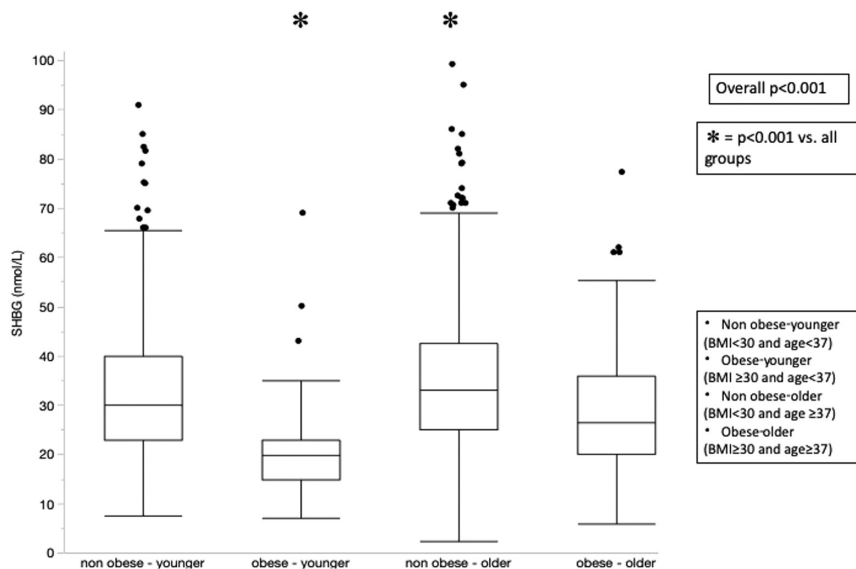 * *
100
90
80
70
60
50
40
30
20
10
0
SHBG (nmol/L)
non obese - younger
obese - younger
non obese - older
obese - older
Overall p<0.001
* = p<0.001 vs. all
groups
• Non obese-younger
(BMI<30 and age<37)
• Obese-younger
(BMI ≥30 and age<37)
• Non obese-older
(BMI<30 and age ≥37)
• Obese-older
(BMI≥30 and age≥37)